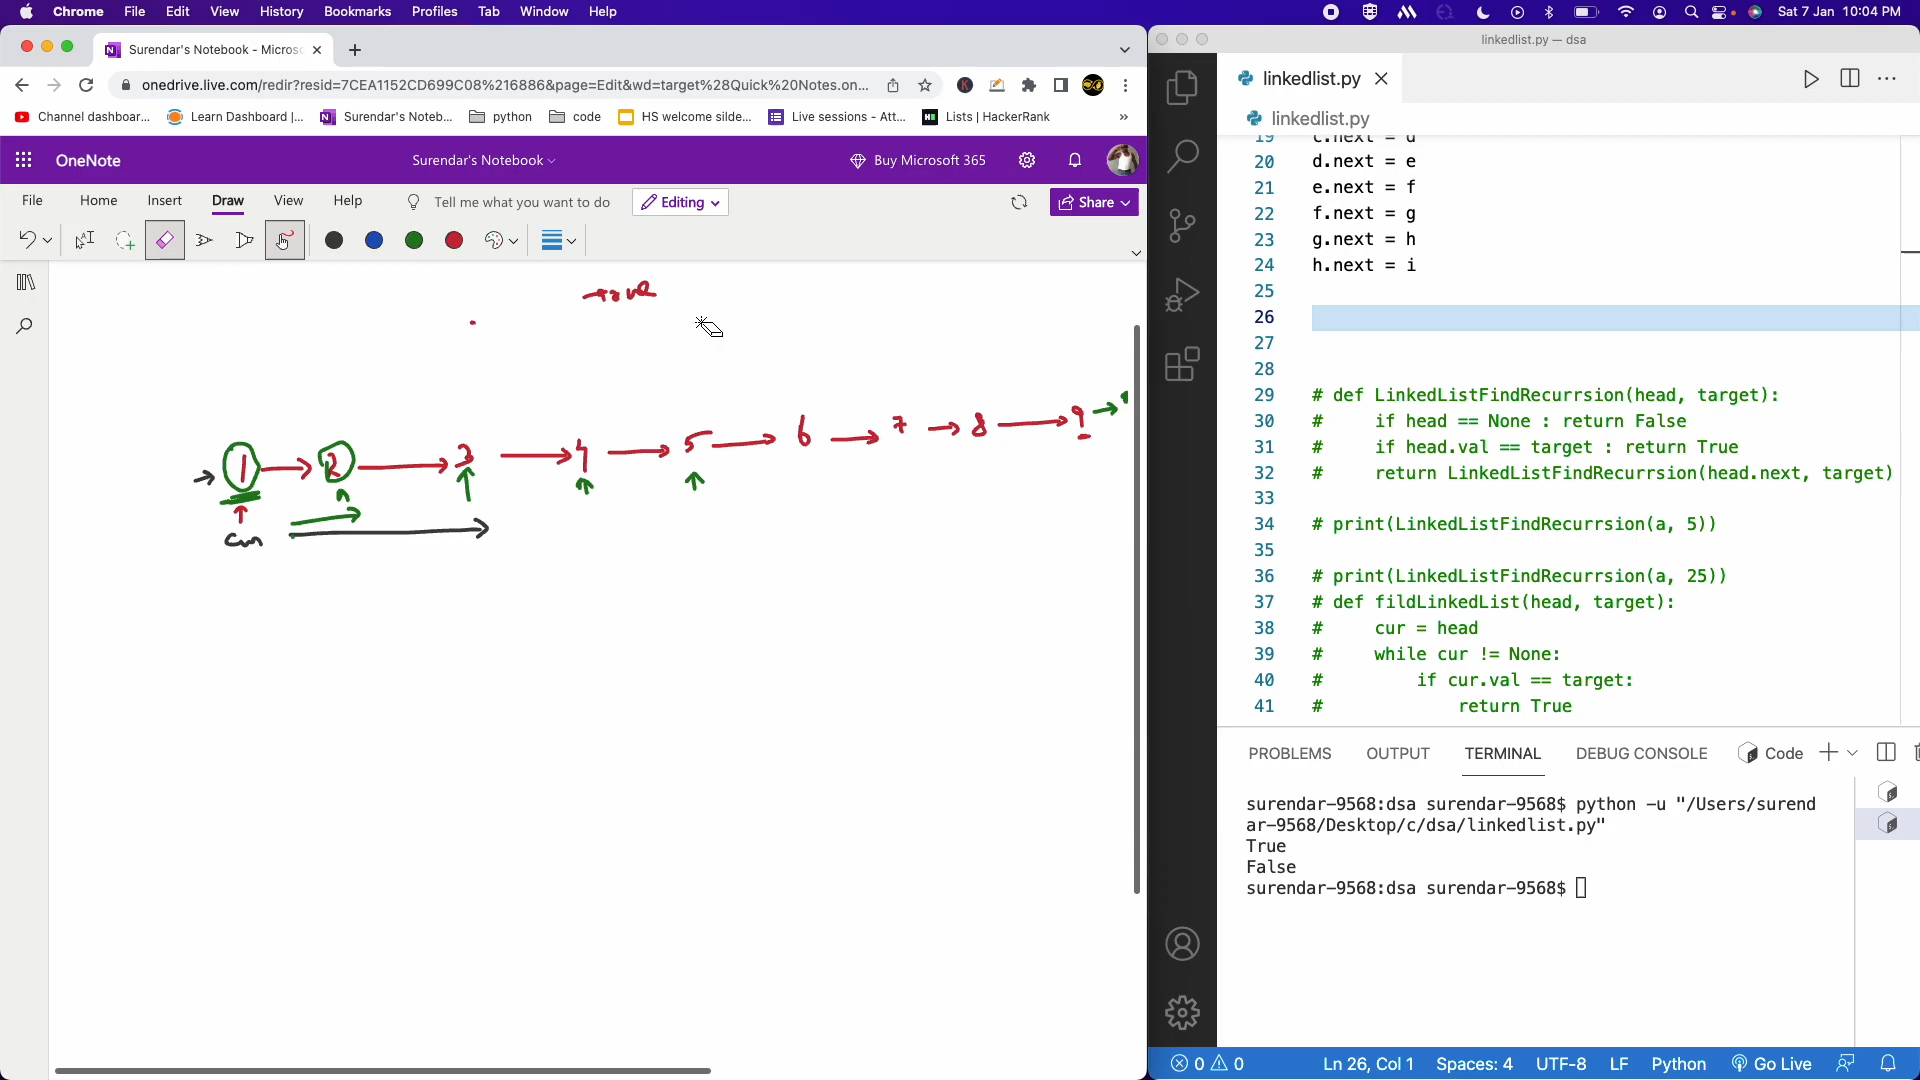 Chrome File Edit View History Bookmarks Profiles Tab Window Help Sat 7 Jan 10:04 PM
Surendar's Notebook - Micros
onedrive.live.com/redir?resid=7CEA1152CD699C08%216886&page=Edit&wd=target%28Quick%20Notes.on...
Channel dashboar... Learn Dashboard |... Surendar's Noteb... python code HS welcome silde... Live sessions - Att... Lists | HackerRank »
OneNote Surendar's Notebook Buy Microsoft 365
File Home Insert Draw View Help Tell me what you want to do Editing Share
1 2 3 4 5 6 7 8 9
cur
linkedlist.py — dsa
linkedlist.py
linkedlist.py
19 c.next = d
20 d.next = e
21 e.next = f
22 f.next = g
23 g.next = h
24 h.next = i
25
26
27
28
29 # def LinkedListFindRecurrsion(head, target):
30 # if head == None : return False
31 # if head.val == target : return True
32 # return LinkedListFindRecurrsion(head.next, target)
33
34 # print(LinkedListFindRecurrsion(a, 5))
35
36 # print(LinkedListFindRecurrsion(a, 25))
37 # def fildLinkedList(head, target):
38 # cur = head
39 # while cur != None:
40 # if cur.val == target:
41 # return True
PROBLEMS OUTPUT TERMINAL DEBUG CONSOLE Code
surendar-9568:dsa surendar-9568$ python -u "/Users/surend
ar-9568/Desktop/c/dsa/linkedlist.py"
True
False
surendar-9568:dsa surendar-9568$
0 0 Ln 26, Col 1 Spaces: 4 UTF-8 LF Python Go Live